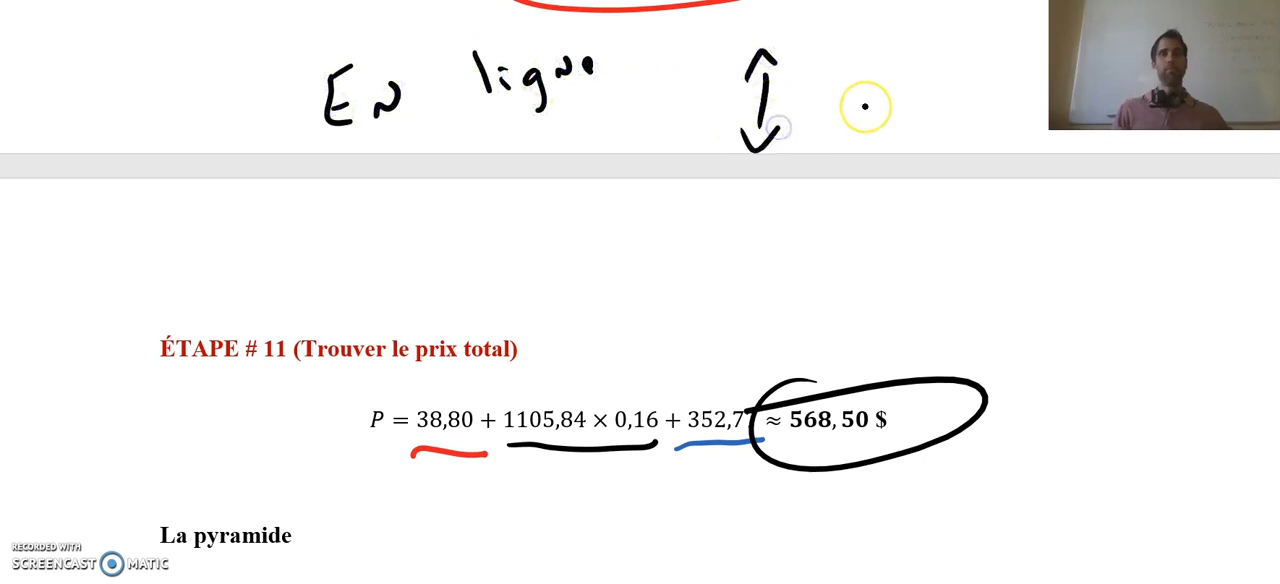 En ligne
ÉTAPE # 11 (Trouver le prix total)
P = 38,80 + 1105,84 × 0,16 + 352,7 ≈ 568,50 $
La pyramide
RECORDED WITH
SCREENCAST MATIC